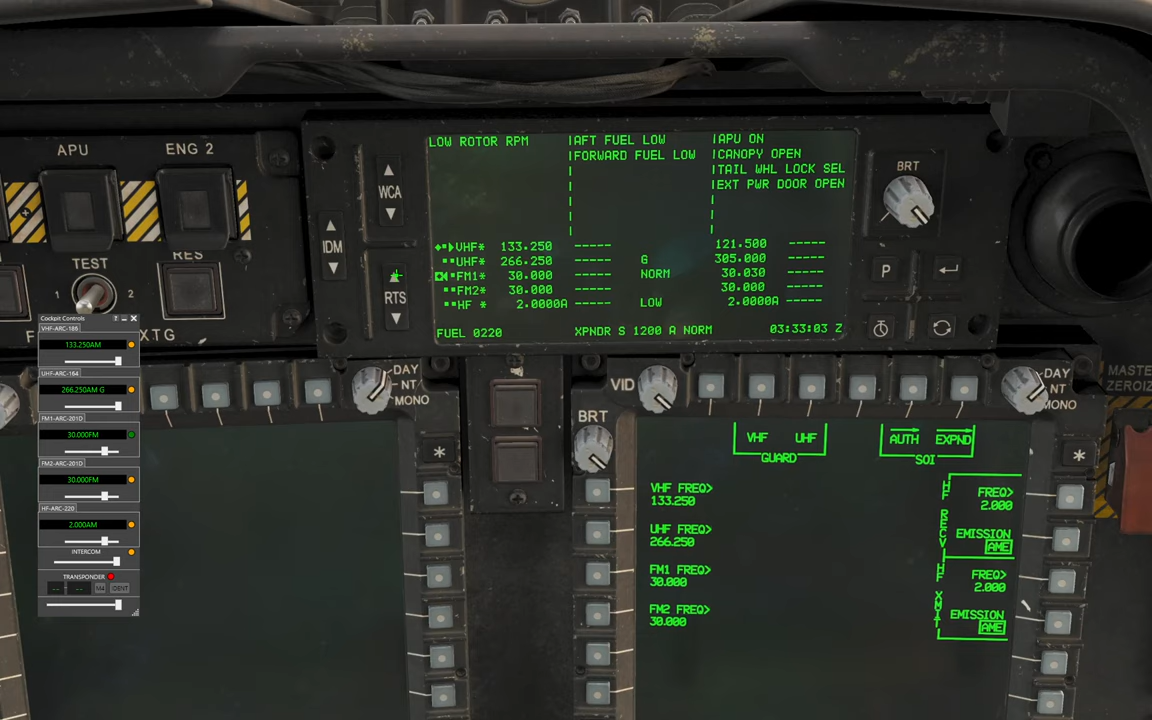 APU
ENG 2
TEST
1
2
RES
X.TG
WCA
IDM
RTS
LOW ROTOR RPM
AFT FUEL LOW
FORWARD FUEL LOW
APU ON
CANOPY OPEN
TAIL WHL LOCK SEL
EXT PWR DOOR OPEN
VHF* 133.250 ----- 121.500 -----
UHF* 266.250 ----- G 305.000 -----
FM1* 30.000 ----- NORM 30.030 -----
FM2* 30.000 ----- 30.000 -----
HF * 2.0000A ----- LOW 2.0000A -----
FUEL 0220 XPNDR S 1200 A NORM 03:33:03 Z
BRT
P
Cockpit Controls ? _ X
VHF-ARC-186
133.250AM
UHF-ARC-164
266.250AM G
FM1-ARC-201D
30.000FM
FM2-ARC-201D
30.000FM
HF-ARC-220
2.000AM
INTERCOM
TRANSPONDER
-- --
IDENT
DAY
NT
MONO
VID
BRT
*
DAY
NT
MONO
MASTER
ZEROIZ
*
VHF UHF
GUARD
AUTH EXPND
SOI
VHF FREQ>
133.250
UHF FREQ>
266.250
FM1 FREQ>
30.000
FM2 FREQ>
30.000
HF RECV
FREQ>
2.000
EMISSION
AME
HF XMIT
FREQ>
2.000
EMISSION
AME